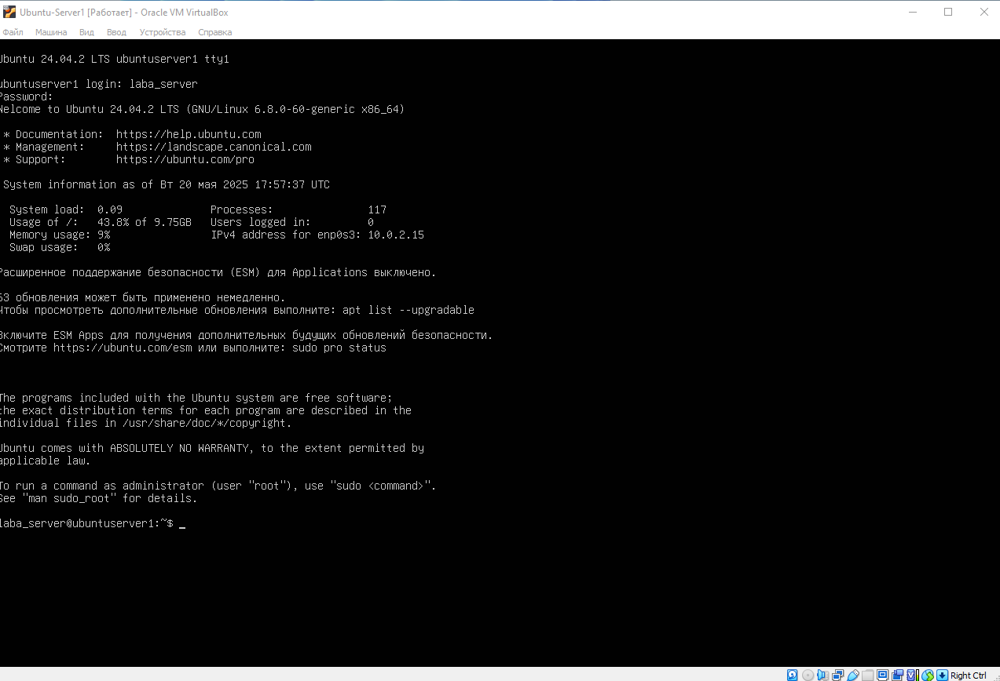 Ubuntu-Server1 [Работает] - Oracle VM VirtualBox
Файл Машина Вид Ввод Устройства Справка
Ubuntu 24.04.2 LTS ubuntuserver1 tty1
ubuntuserver1 login: laba_server
Password:
Welcome to Ubuntu 24.04.2 LTS (GNU/Linux 6.8.0-60-generic x86_64)
* Documentation: https://help.ubuntu.com
* Management: https://landscape.canonical.com
* Support: https://ubuntu.com/pro
System information as of Вт 20 мая 2025 17:57:37 UTC
System load: 0.09 Processes: 117
Usage of /: 43.8% of 9.75GB Users logged in: 0
Memory usage: 9% IPv4 address for enp0s3: 10.0.2.15
Swap usage: 0%
Расширенное поддержание безопасности (ESM) для Applications выключено.
63 обновления может быть применено немедленно.
Чтобы просмотреть дополнительные обновления выполните: apt list --upgradable
Включите ESM Apps для получения дополнительных будущих обновлений безопасности.
Смотрите https://ubuntu.com/esm или выполните: sudo pro status
The programs included with the Ubuntu system are free software;
the exact distribution terms for each program are described in the
individual files in /usr/share/doc/*/copyright.
Ubuntu comes with ABSOLUTELY NO WARRANTY, to the extent permitted by
applicable law.
To run a command as administrator (user "root"), use "sudo <command>".
See "man sudo_root" for details.
laba_server@ubuntuserver1:~$ _
Right Ctrl